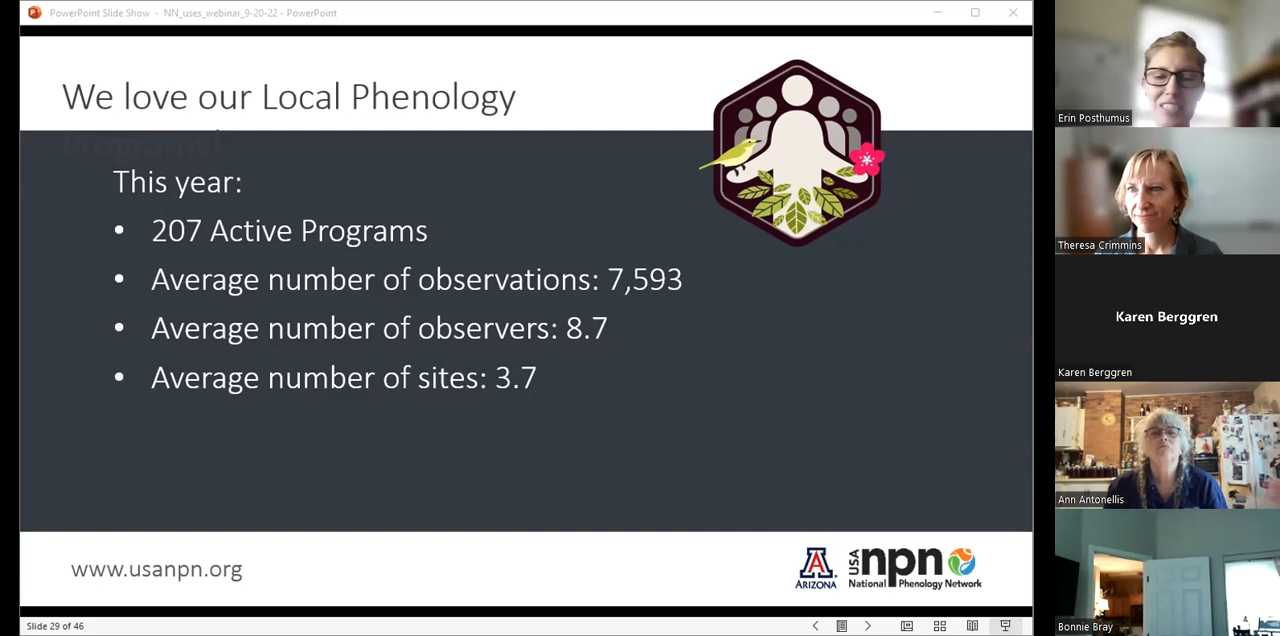 PowerPoint Slide Show - NN_uses_webinar_9-20-22 - PowerPoint
We love our Local Phenology
Programs!
This year:
• 207 Active Programs
• Average number of observations: 7,593
• Average number of observers: 8.7
• Average number of sites: 3.7
www.usanpn.org
A
ARIZONA
USA npn
National Phenology Network
Slide 29 of 46
Erin Posthumus
Theresa Crimmins
Karen Berggren
Karen Berggren
Ann Antonellis
Bonnie Bray